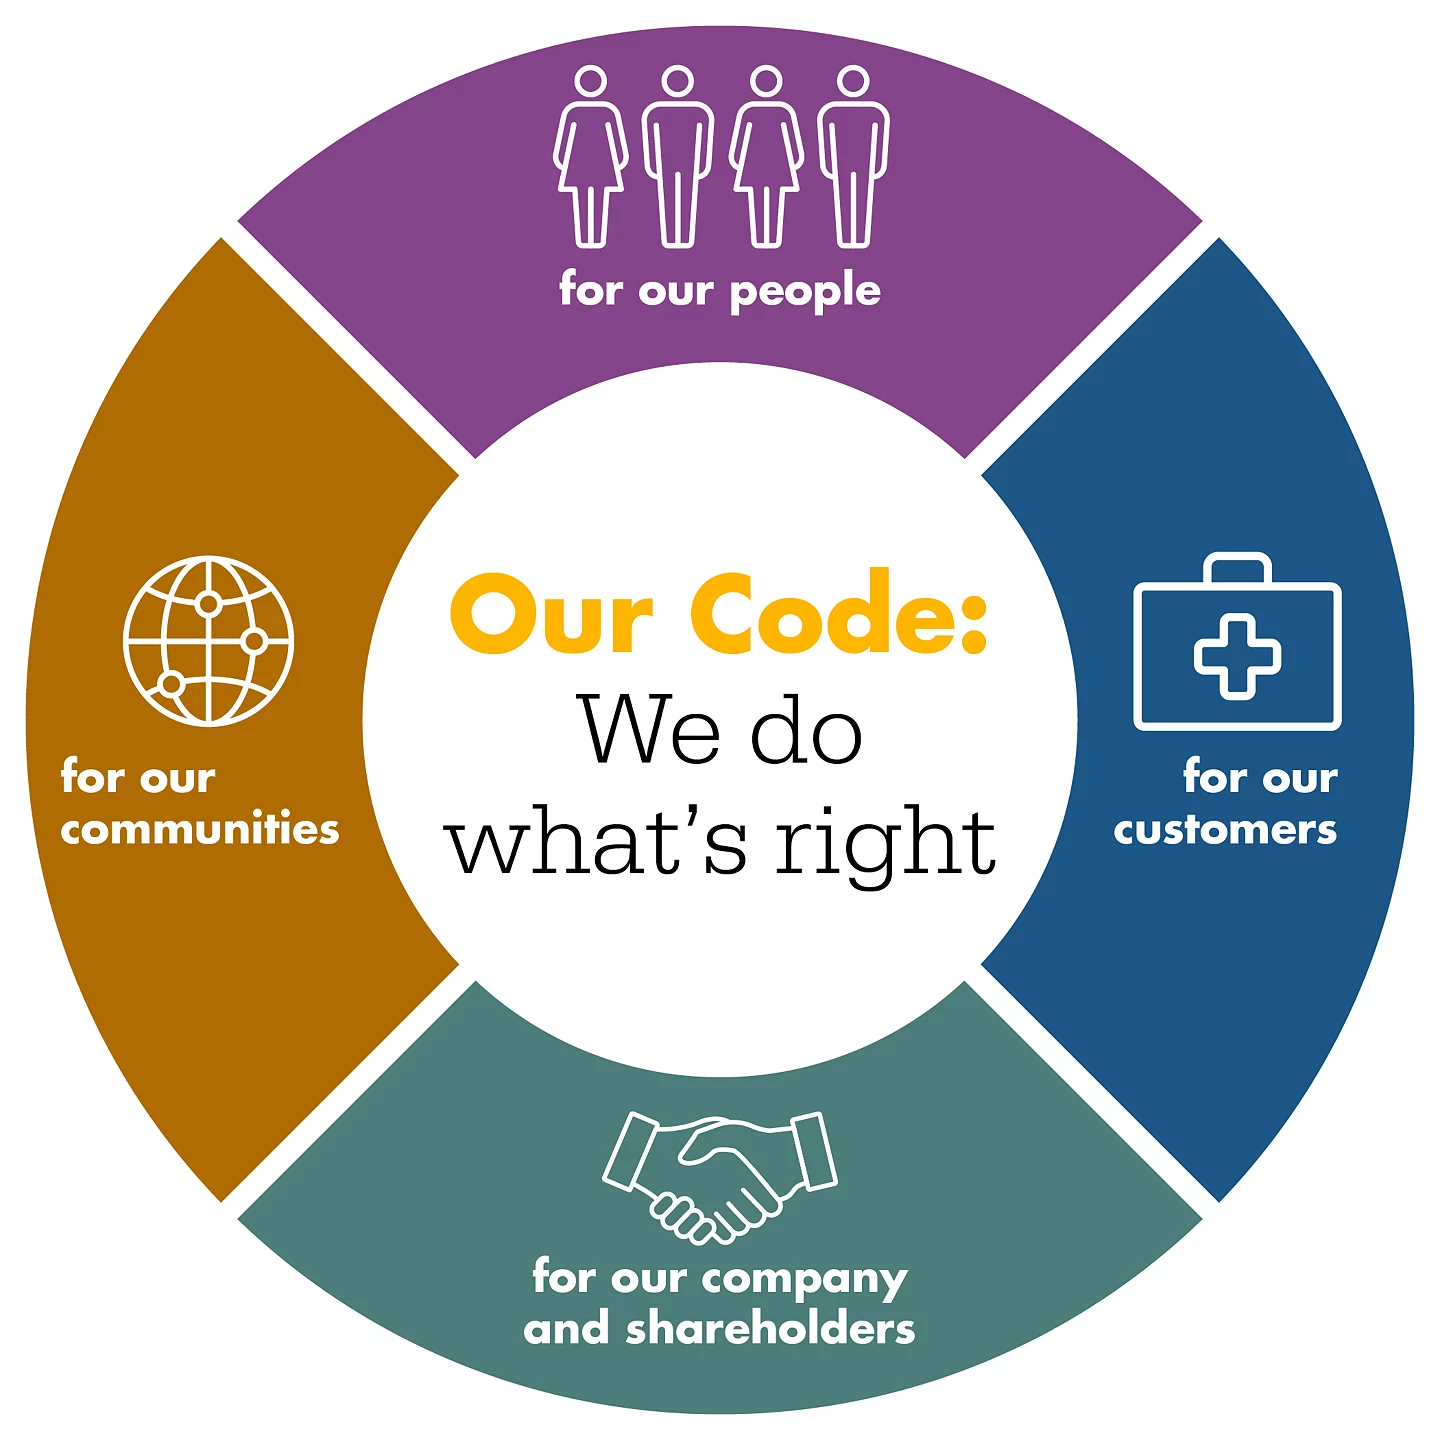 for our people
Our Code:
We do
what's right
for our
customers
for our company
and shareholders
for our
communities